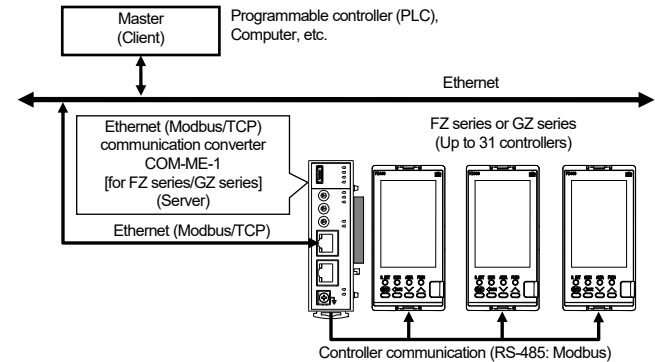 Master
(Client)
Programmable controller (PLC),
Computer, etc.
Ethernet
Ethernet (Modbus/TCP)
communication converter
COM-ME-1
[for FZ series/GZ series]
(Server)
FZ series or GZ series
(Up to 31 controllers)
Ethernet (Modbus/TCP)
Controller communication (RS-485: Modbus)